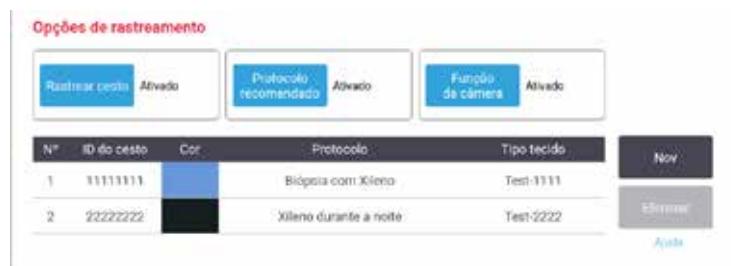 Opções de rastreamento
Rastrear cesto Ativado
Protocolo recomendado Ativado
Função da câmera Ativado
Nº ID do cesto Cor Protocolo Tipo tecido
1 11111111 Biópsia com Xileno Test-1111
2 22222222 Xileno durante a noite Test-2222
Nov
Eliminar
Ajuda